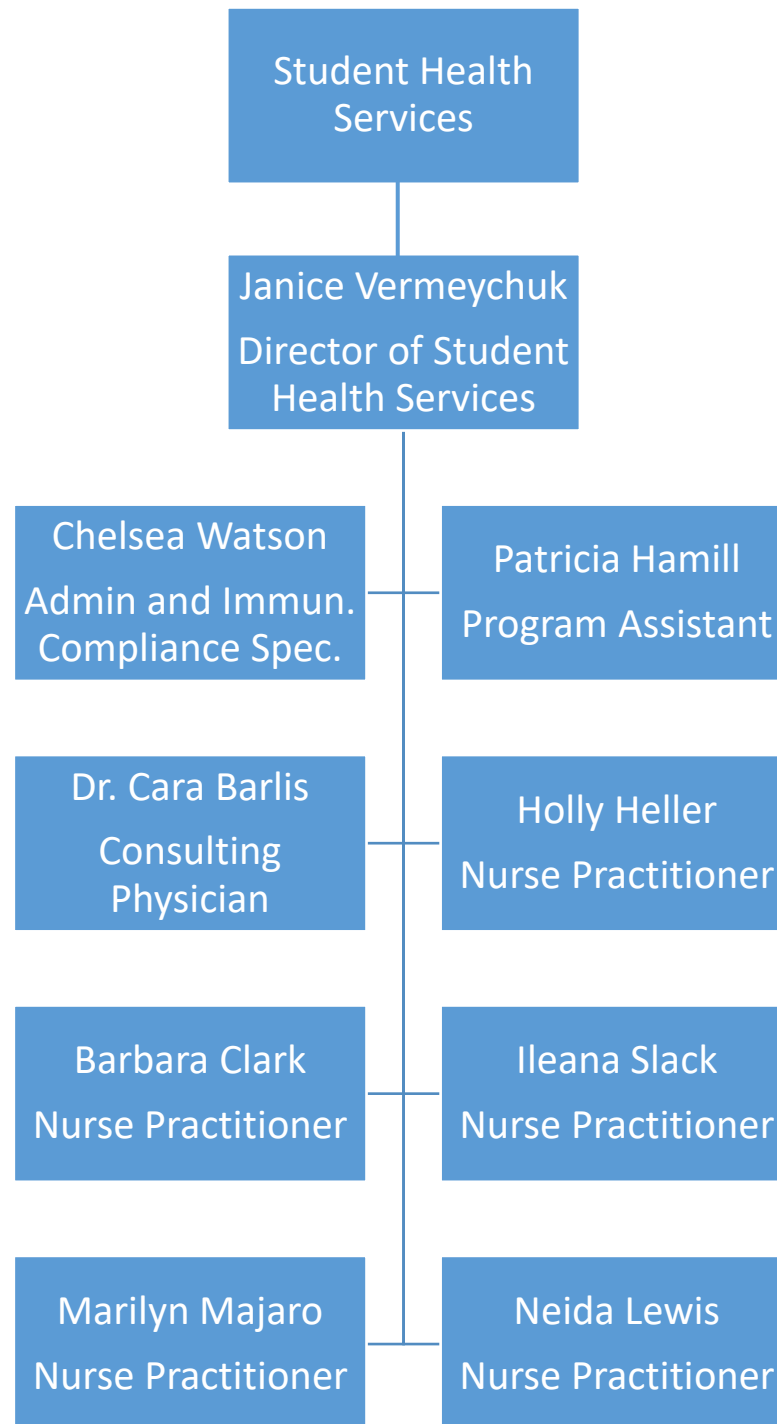 Student Health
Services
Janice Vermeychuk
Director of Student
Health Services
Chelsea Watson
Admin and Immun.
Compliance Spec.
Patricia Hamill
Program Assistant
Dr. Cara Barlis
Consulting
Physician
Holly Heller
Nurse Practitioner
Barbara Clark
Nurse Practitioner
Ileana Slack
Nurse Practitioner
Marilyn Majaro
Nurse Practitioner
Neida Lewis
Nurse Practitioner